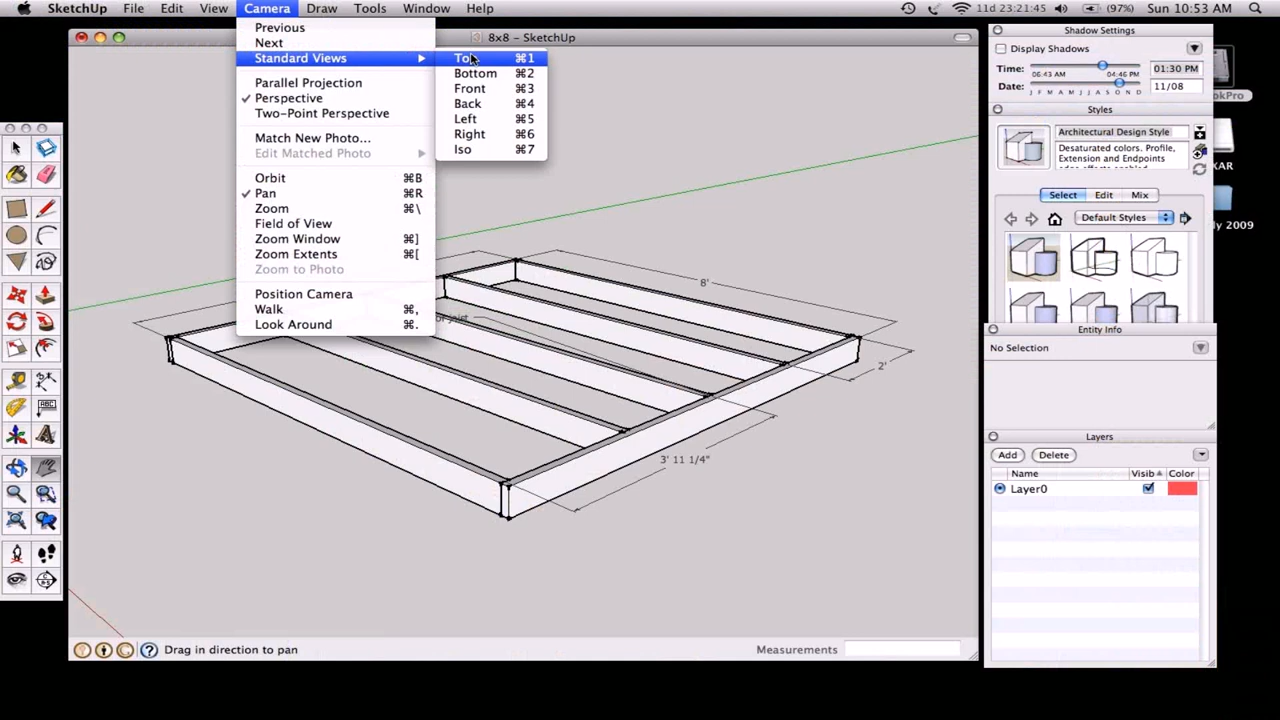 SketchUp File Edit View Camera Draw Tools Window Help 11d 23:21:45 (97%) Sun 10:53 AM
8x8 – SketchUp
Previous
Next
Standard Views
Parallel Projection
Perspective
Two-Point Perspective
Match New Photo...
Edit Matched Photo
Orbit ⌘B
Pan ⌘R
Zoom ⌘\
Field of View
Zoom Window ⌘]
Zoom Extents ⌘[
Zoom to Photo
Position Camera
Walk ⌘,
Look Around ⌘.
⌘1
Bottom ⌘2
Front ⌘3
Back ⌘4
Left ⌘5
Right ⌘6
Iso ⌘7
8'
2'
3' 11 1/4"
Shadow Settings
Display Shadows
Time: 06:43 AM 04:46 PM 01:30 PM
Date: J F M A M J J A S O N D 11/08
Styles
Architectural Design Style
Desaturated colors. Profile,
Extension and Endpoints
Select Edit Mix
Default Styles
Entity Info
No Selection
Layers
Add Delete
Name Visib Color
Layer0
ABC
Drag in direction to pan
Measurements
okPro
KAR
ly 2009